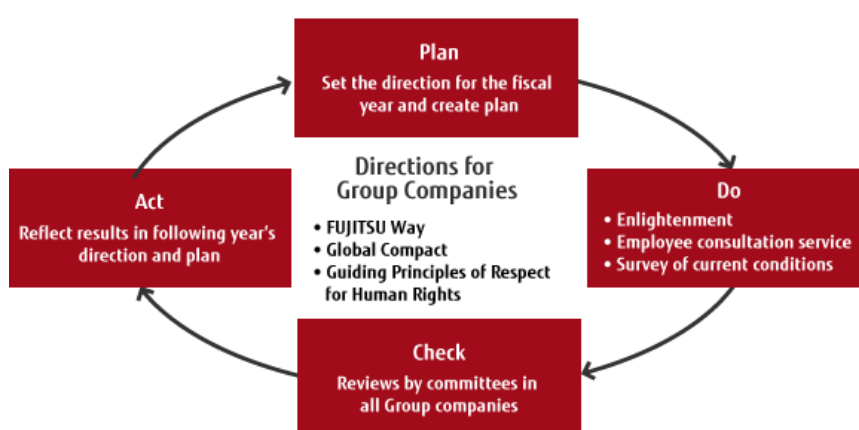 Plan
Set the direction for the fiscal
year and create plan
Directions for
Group Companies
• FUJITSU Way
• Global Compact
• Guiding Principles of Respect
for Human Rights
Do
• Enlightenment
• Employee consultation service
• Survey of current conditions
Check
Reviews by committees in
all Group companies
Act
Reflect results in following year's
direction and plan